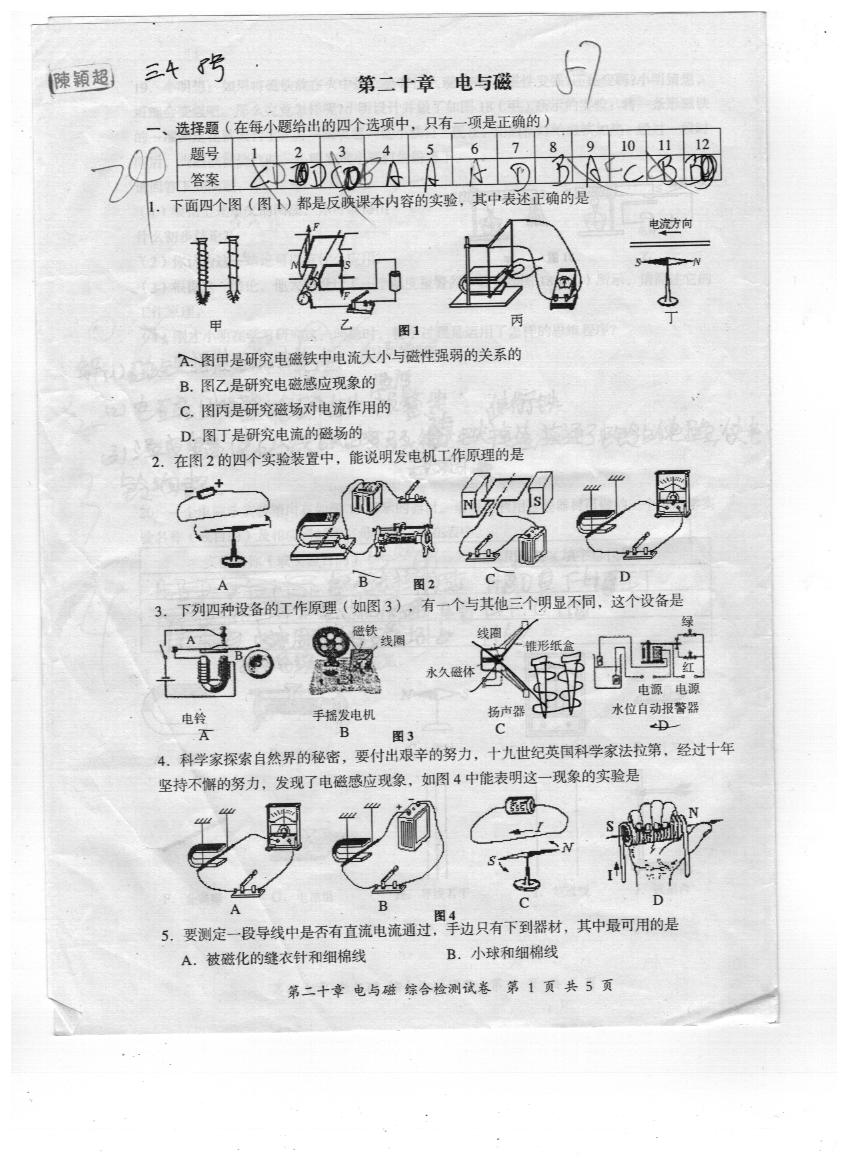 陳穎超 三4 8号 57
第二十章 电与磁
一、选择题（在每小题给出的四个选项中，只有一项是正确的）
题号 1 2 3 4 5 6 7 8 9 10 11 12
答案 A A A D B A C B
1．下面四个图（图1）都是反映课本内容的实验，其中表述正确的是
电流方向
N S F F S N
甲 乙 图1 丙 丁
A. 图甲是研究电磁铁中电流大小与磁性强弱的关系的
B. 图乙是研究电磁感应现象的
C. 图丙是研究磁场对电流作用的
D. 图丁是研究电流的磁场的
2．在图2的四个实验装置中，能说明发电机工作原理的是
− + N S
A B 图2 C D
3．下列四种设备的工作原理（如图3），有一个与其他三个明显不同，这个设备是
A B 磁铁 线圈 线圈 锥形纸盒 永久磁体 绿 红 电源 电源
电铃 手摇发电机 扬声器 水位自动报警器
A B 图3 C D
4．科学家探索自然界的秘密，要付出艰辛的努力，十九世纪英国科学家法拉第，经过十年
坚持不懈的努力，发现了电磁感应现象，如图4中能表明这一现象的实验是
+ − I S N S N I
A B 图4 C D
5．要测定一段导线中是否有直流电流通过，手边只有下到器材，其中最可用的是
A．被磁化的缝衣针和细棉线 B．小球和细棉线
第二十章 电与磁 综合检测试卷 第 1 页 共 5 页